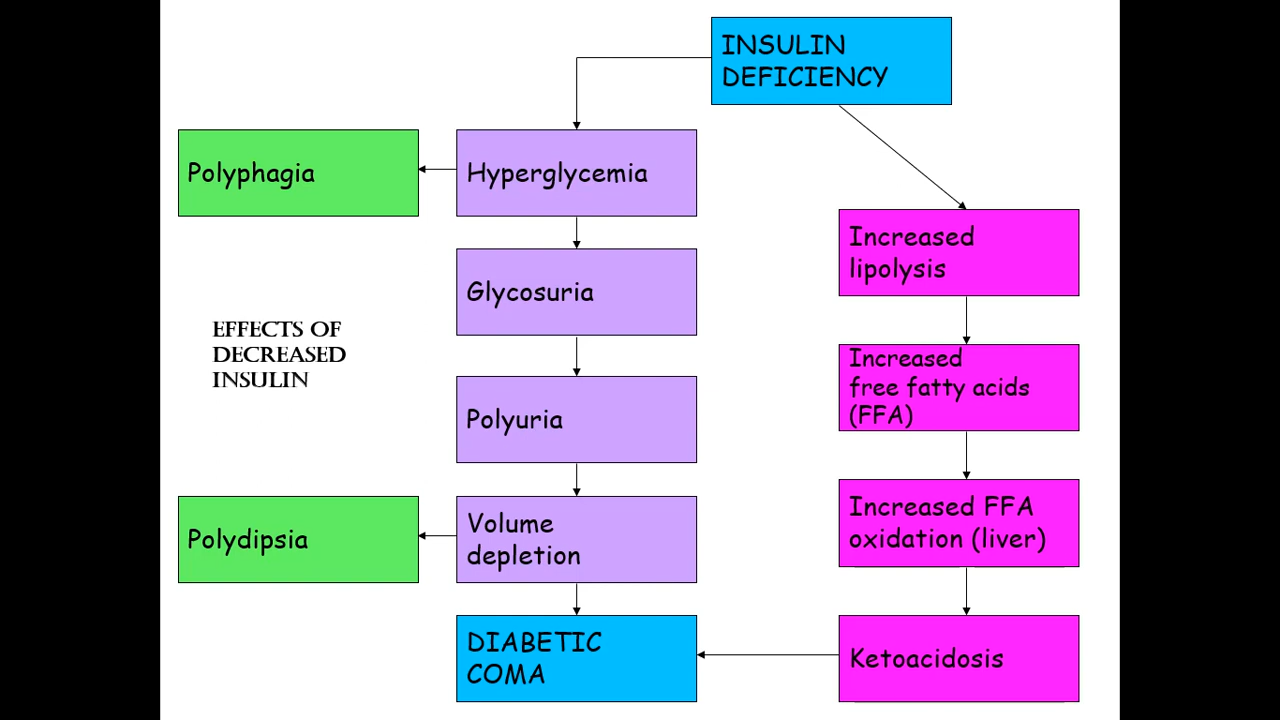 INSULIN
DEFICIENCY
Polyphagia
Hyperglycemia
Increased
lipolysis
Glycosuria
EFFECTS OF
DECREASED
INSULIN
Increased
free fatty acids
(FFA)
Polyuria
Polydipsia
Volume
depletion
Increased FFA
oxidation (liver)
DIABETIC
COMA
Ketoacidosis